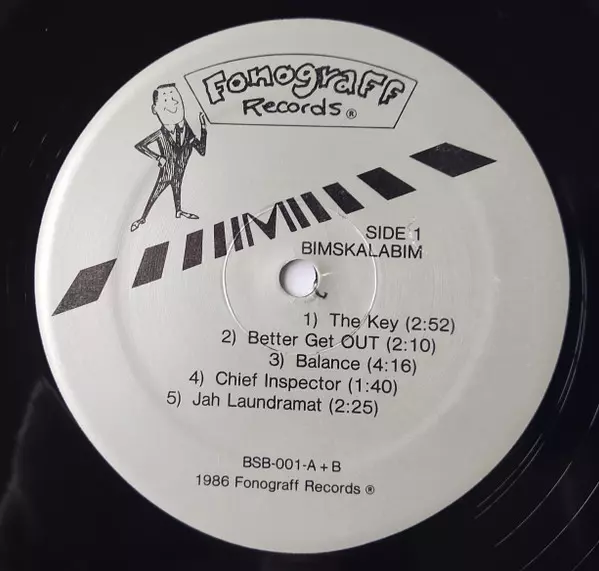 Fonograff
Records ®
SIDE 1
BIMSKALABIM
1) The Key (2:52)
2) Better Get OUT (2:10)
3) Balance (4:16)
4) Chief Inspector (1:40)
5) Jah Laundramat (2:25)
BSB-001-A + B
1986 Fonograff Records ®